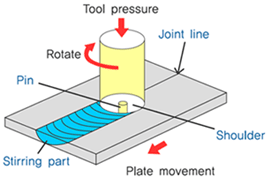 Tool pressure
Joint line
Rotate
Pin
Shoulder
Stirring part
Plate movement